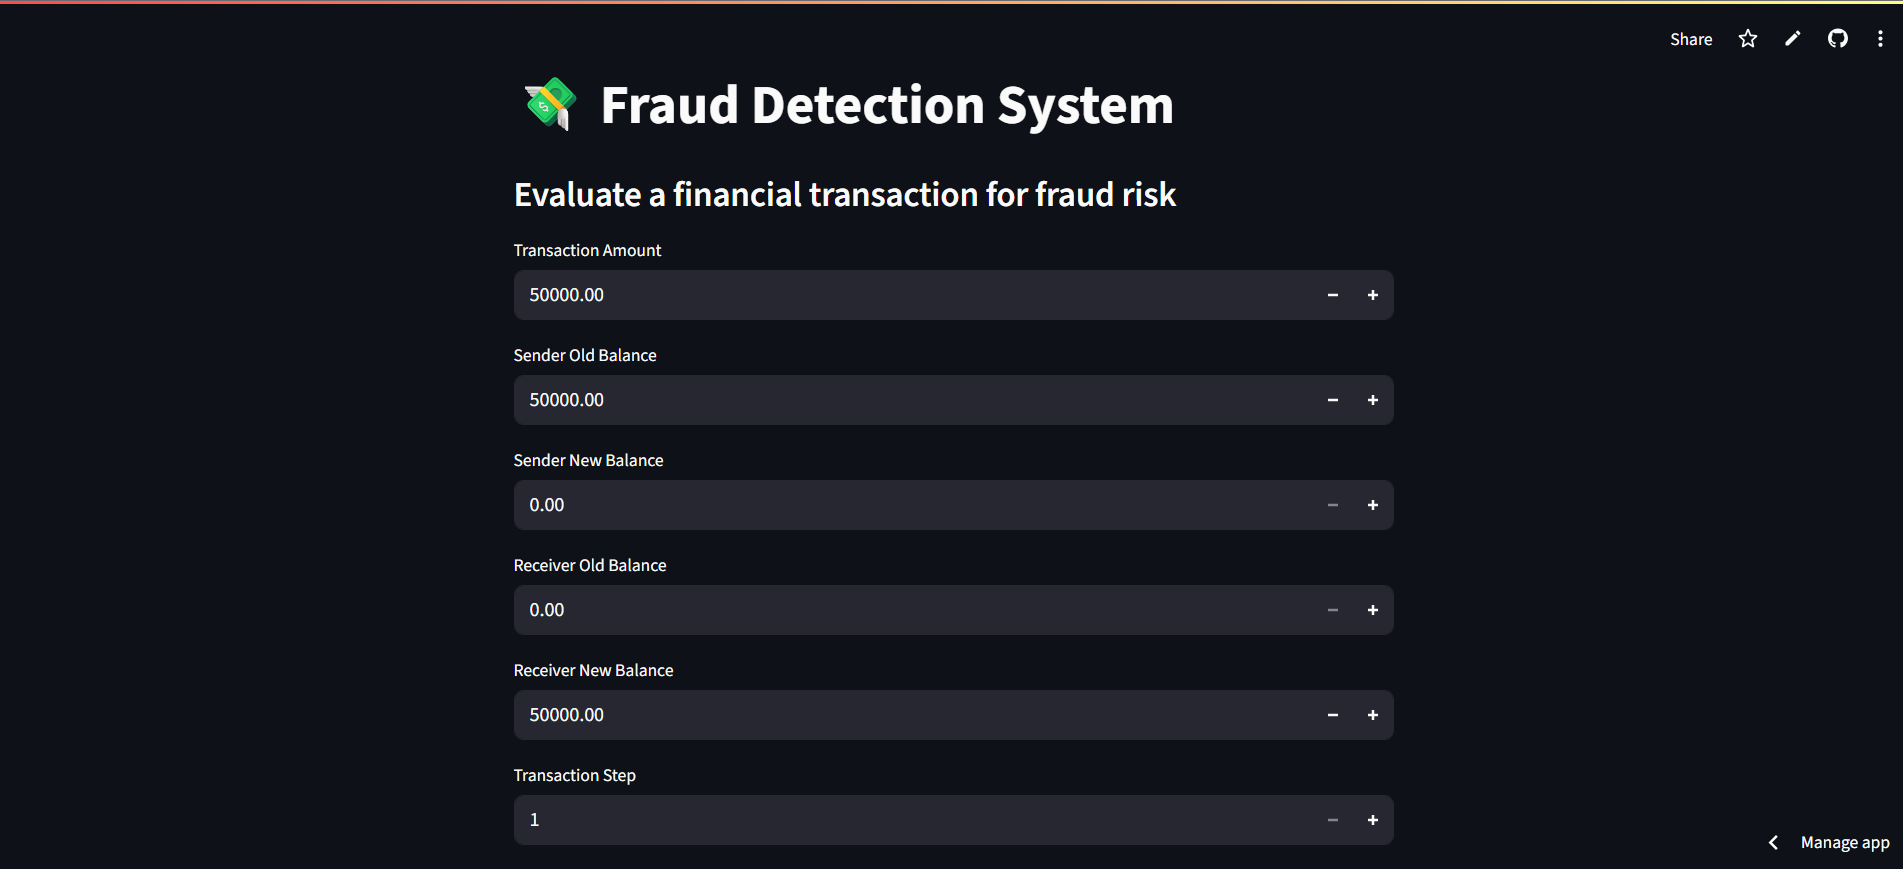 Share
Fraud Detection System
Evaluate a financial transaction for fraud risk
Transaction Amount
50000.00
Sender Old Balance
50000.00
Sender New Balance
0.00
Receiver Old Balance
0.00
Receiver New Balance
50000.00
Transaction Step
1
Manage app